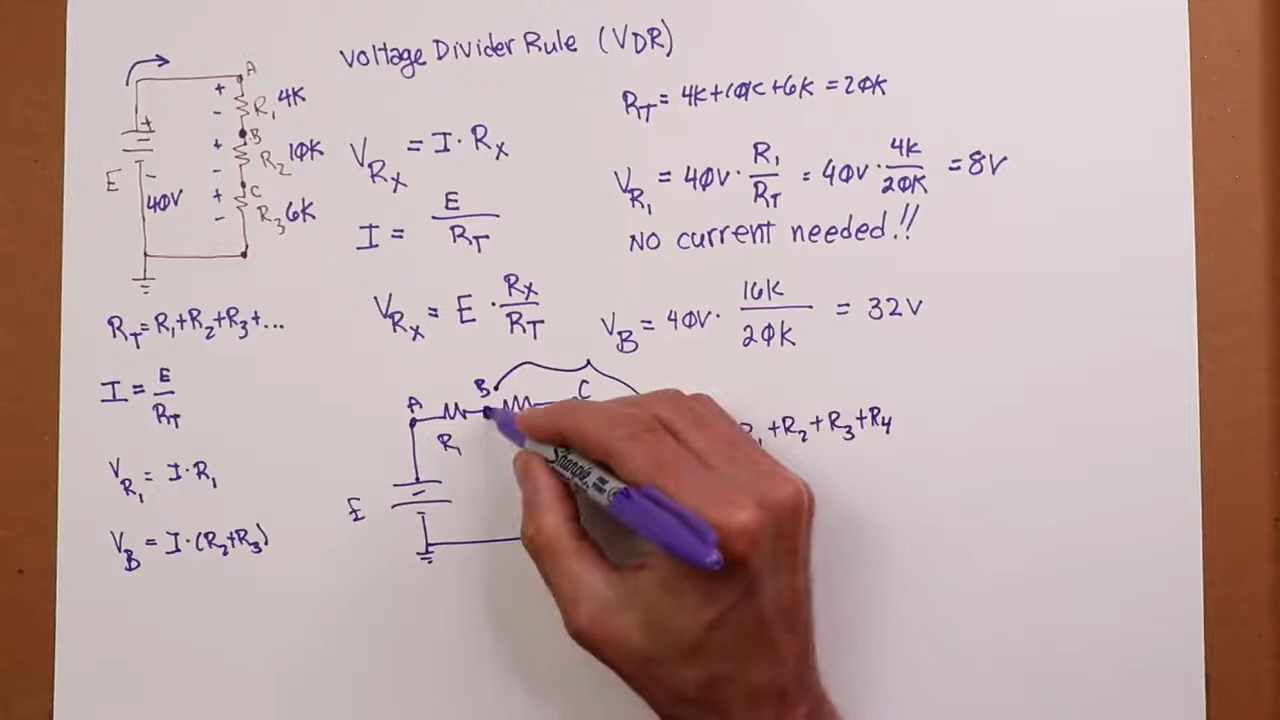 Voltage Divider Rule (VDR)
A
+
-
R1 4K
B
+
-
R2 10K
C
+
-
R3 6K
+
-
E
40V
RT = R1+R2+R3+...
I = E/RT
VR1 = I·R1
VB = I·(R2+R3)
VRX = I·RX
I = E/RT
VRX = E·RX/RT
RT = 4K+10K+6K = 20K
VR1 = 40V·R1/RT = 40V·4K/20K = 8V
NO current needed!!
VB = 40V·16K/20K = 32V
A
B
C
R1
E
+R2+R3+R4
Sharpie